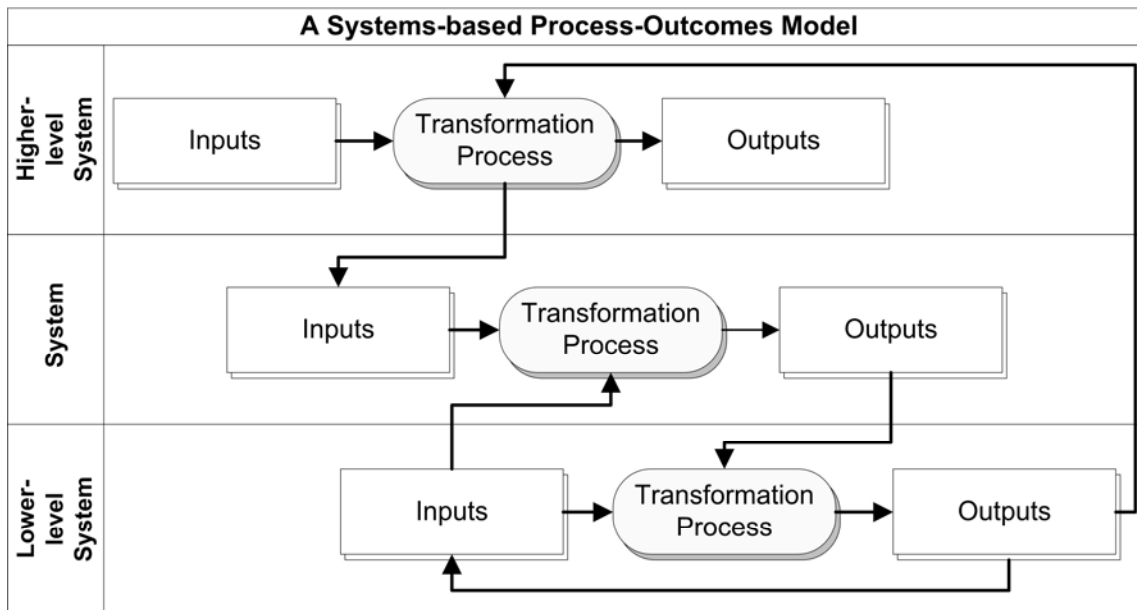 A Systems-based Process-Outcomes Model
Higher-
level
System
Inputs
Transformation
Process
Outputs
System
Inputs
Transformation
Process
Outputs
Lower-
level
System
Inputs
Transformation
Process
Outputs